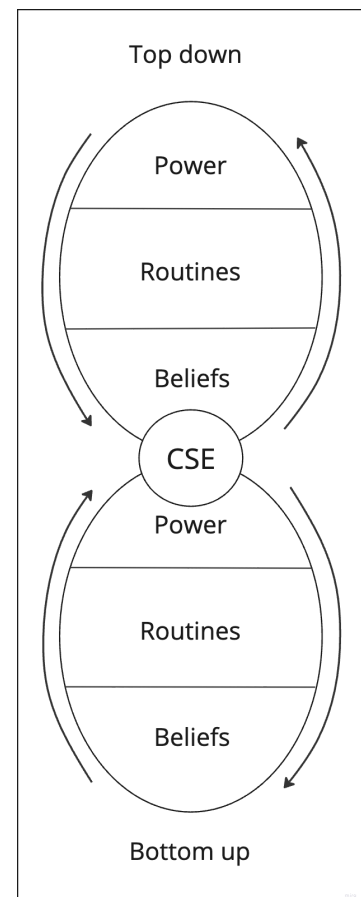 Top down
Power
Routines
Beliefs
CSE
Power
Routines
Beliefs
Bottom up